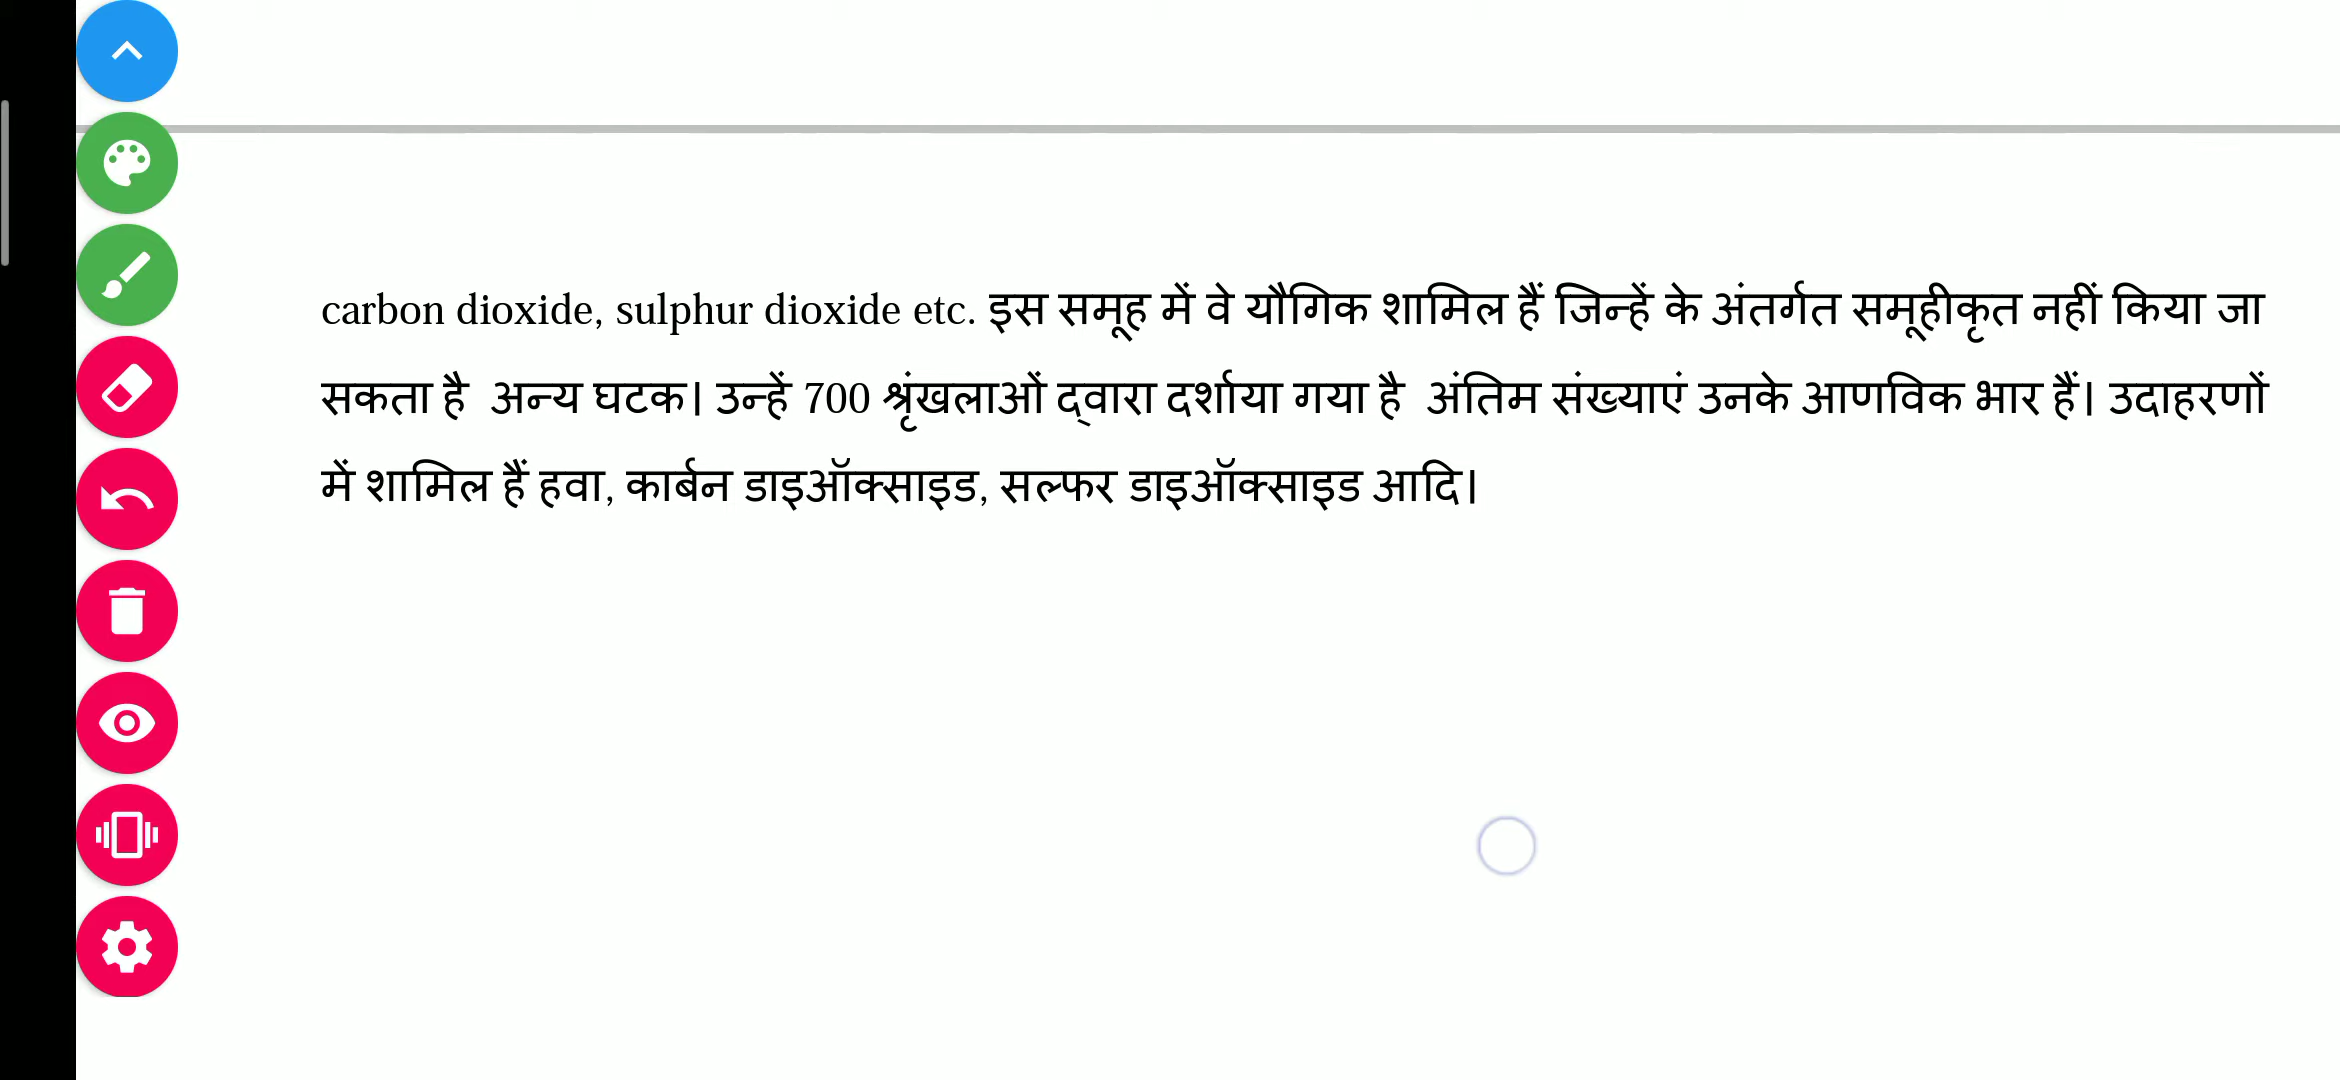 carbon dioxide, sulphur dioxide etc. इस समूह में वे यौगिक शामिल हैं जिन्हें के अंतर्गत समूहीकृत नहीं किया जा
सकता है  अन्य घटक। उन्हें 700 श्रृंखलाओं द्वारा दर्शाया गया है  अंतिम संख्याएं उनके आणविक भार हैं। उदाहरणों
में शामिल हैं हवा, कार्बन डाइऑक्साइड, सल्फर डाइऑक्साइड आदि।